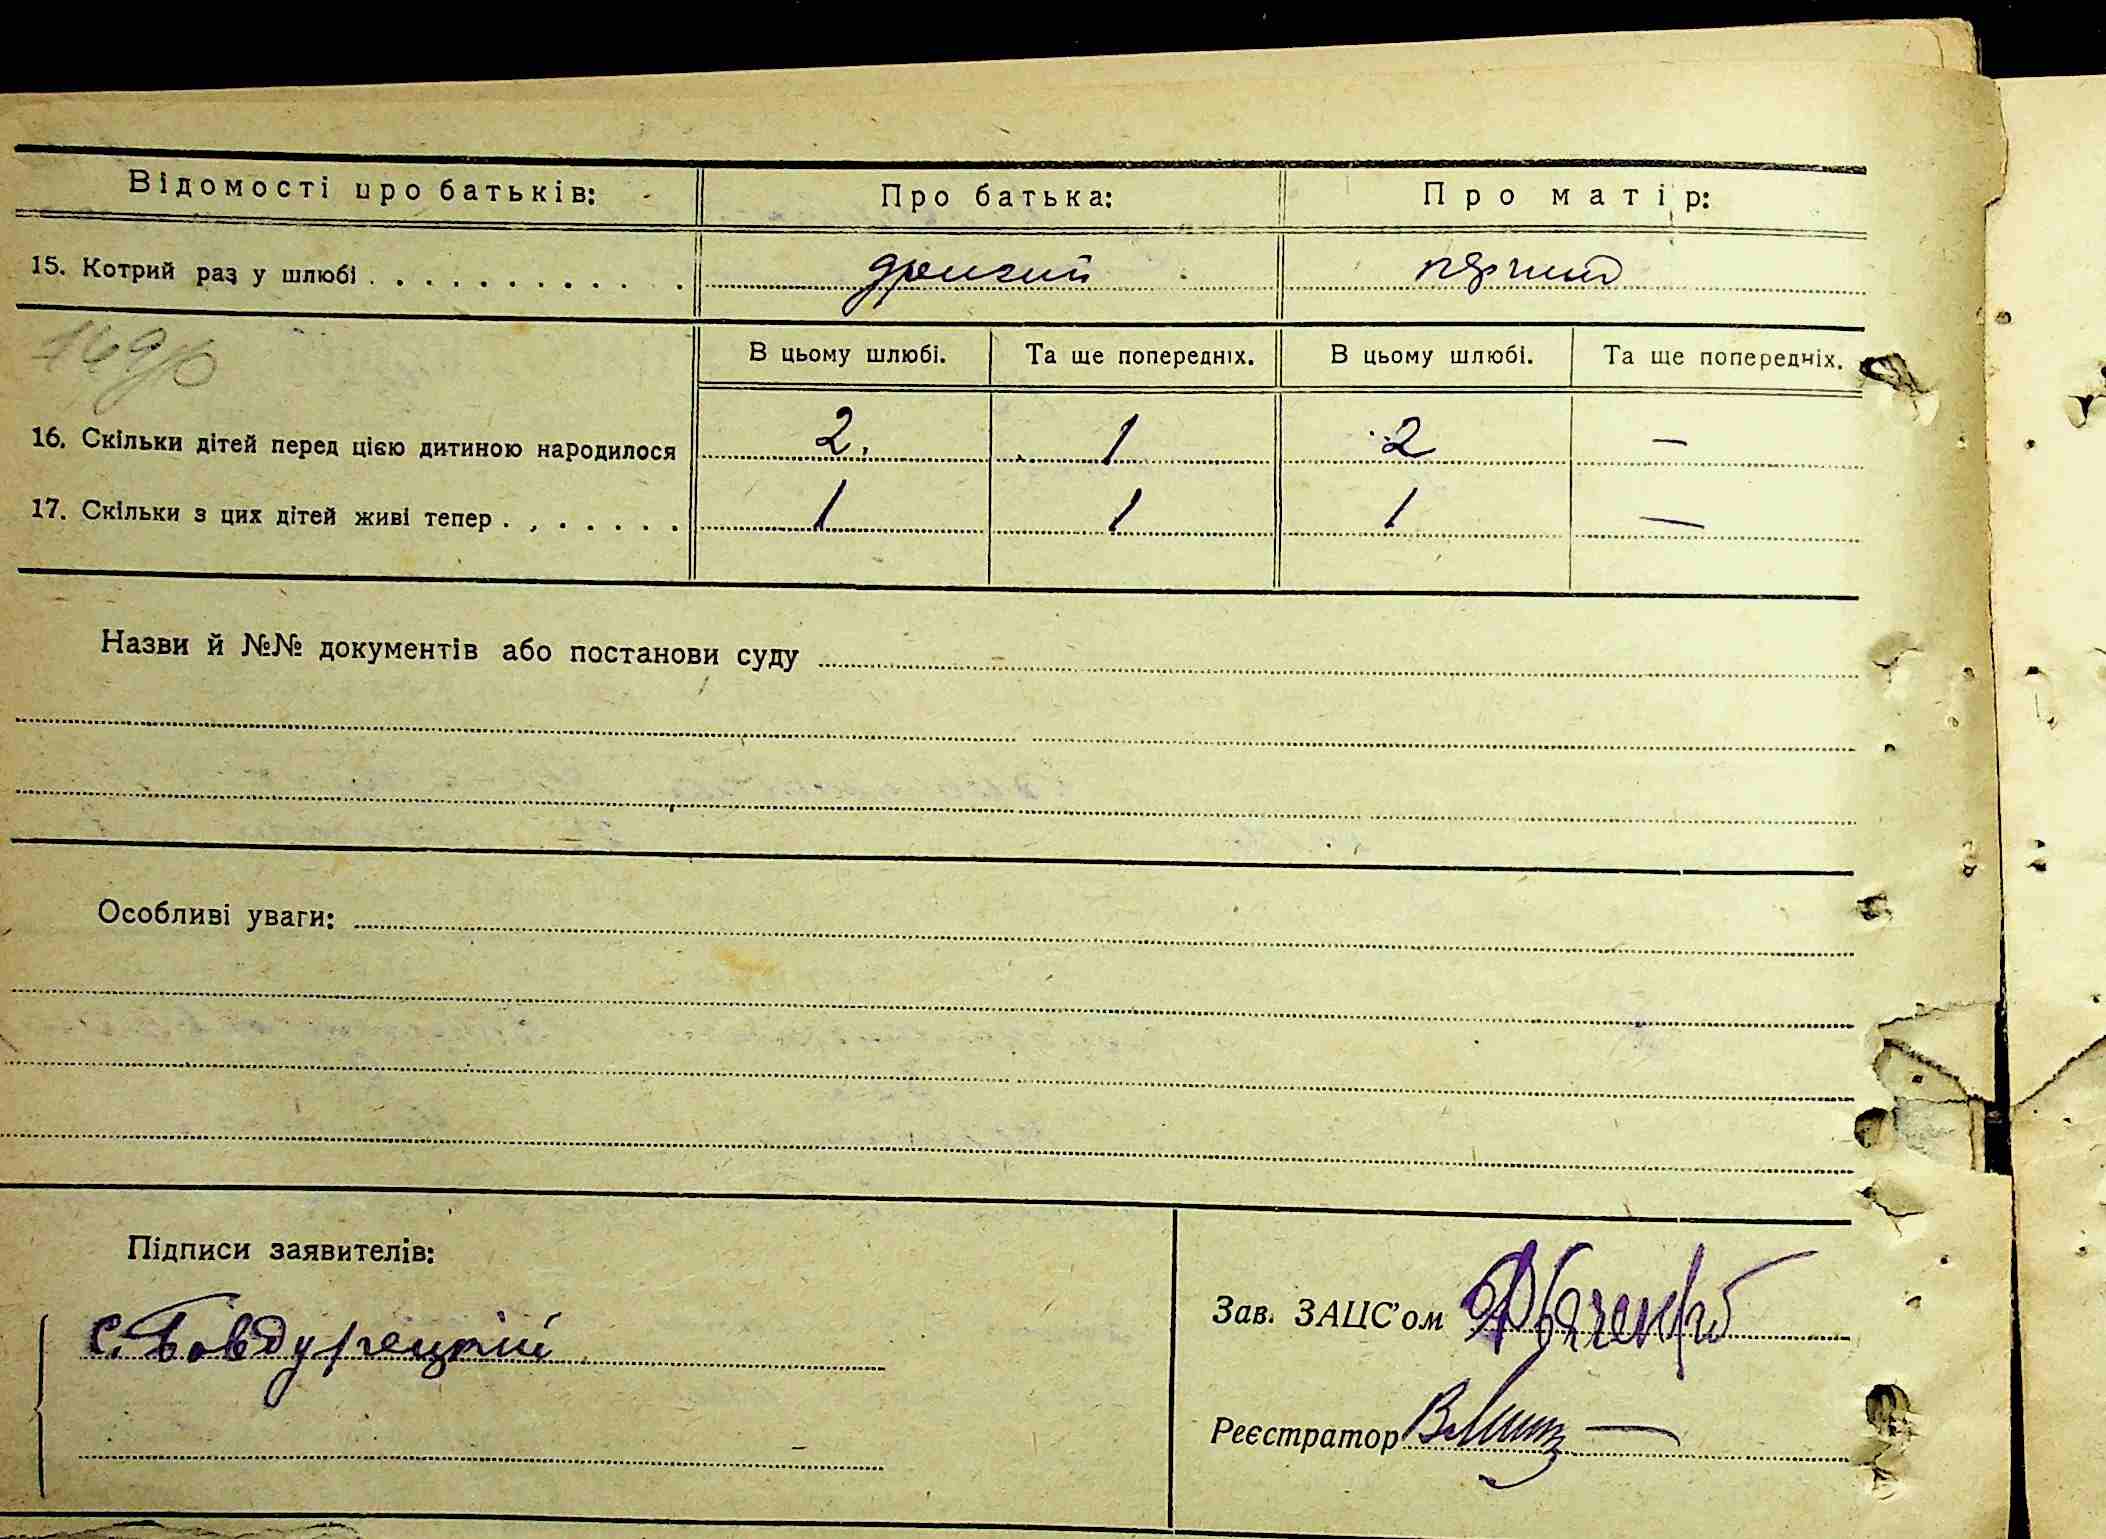 Відомості про батьків: Про батька: Про матір:
15. Котрий раз у шлюбі . . . . . . . . . . . . другий перший
В цьому шлюбі. Та ще попередніх. В цьому шлюбі. Та ще попередніх.
16. Скільки дітей перед цією дитиною народилося 2. 1 2 —
17. Скільки з цих дітей живі тепер . , . . . . . 1 1 1 —
Назви й №№ документів або постанови суду
Особливі уваги:
Підписи заявителів:
Зав. ЗАЦС'ом
С.
Реєстратор